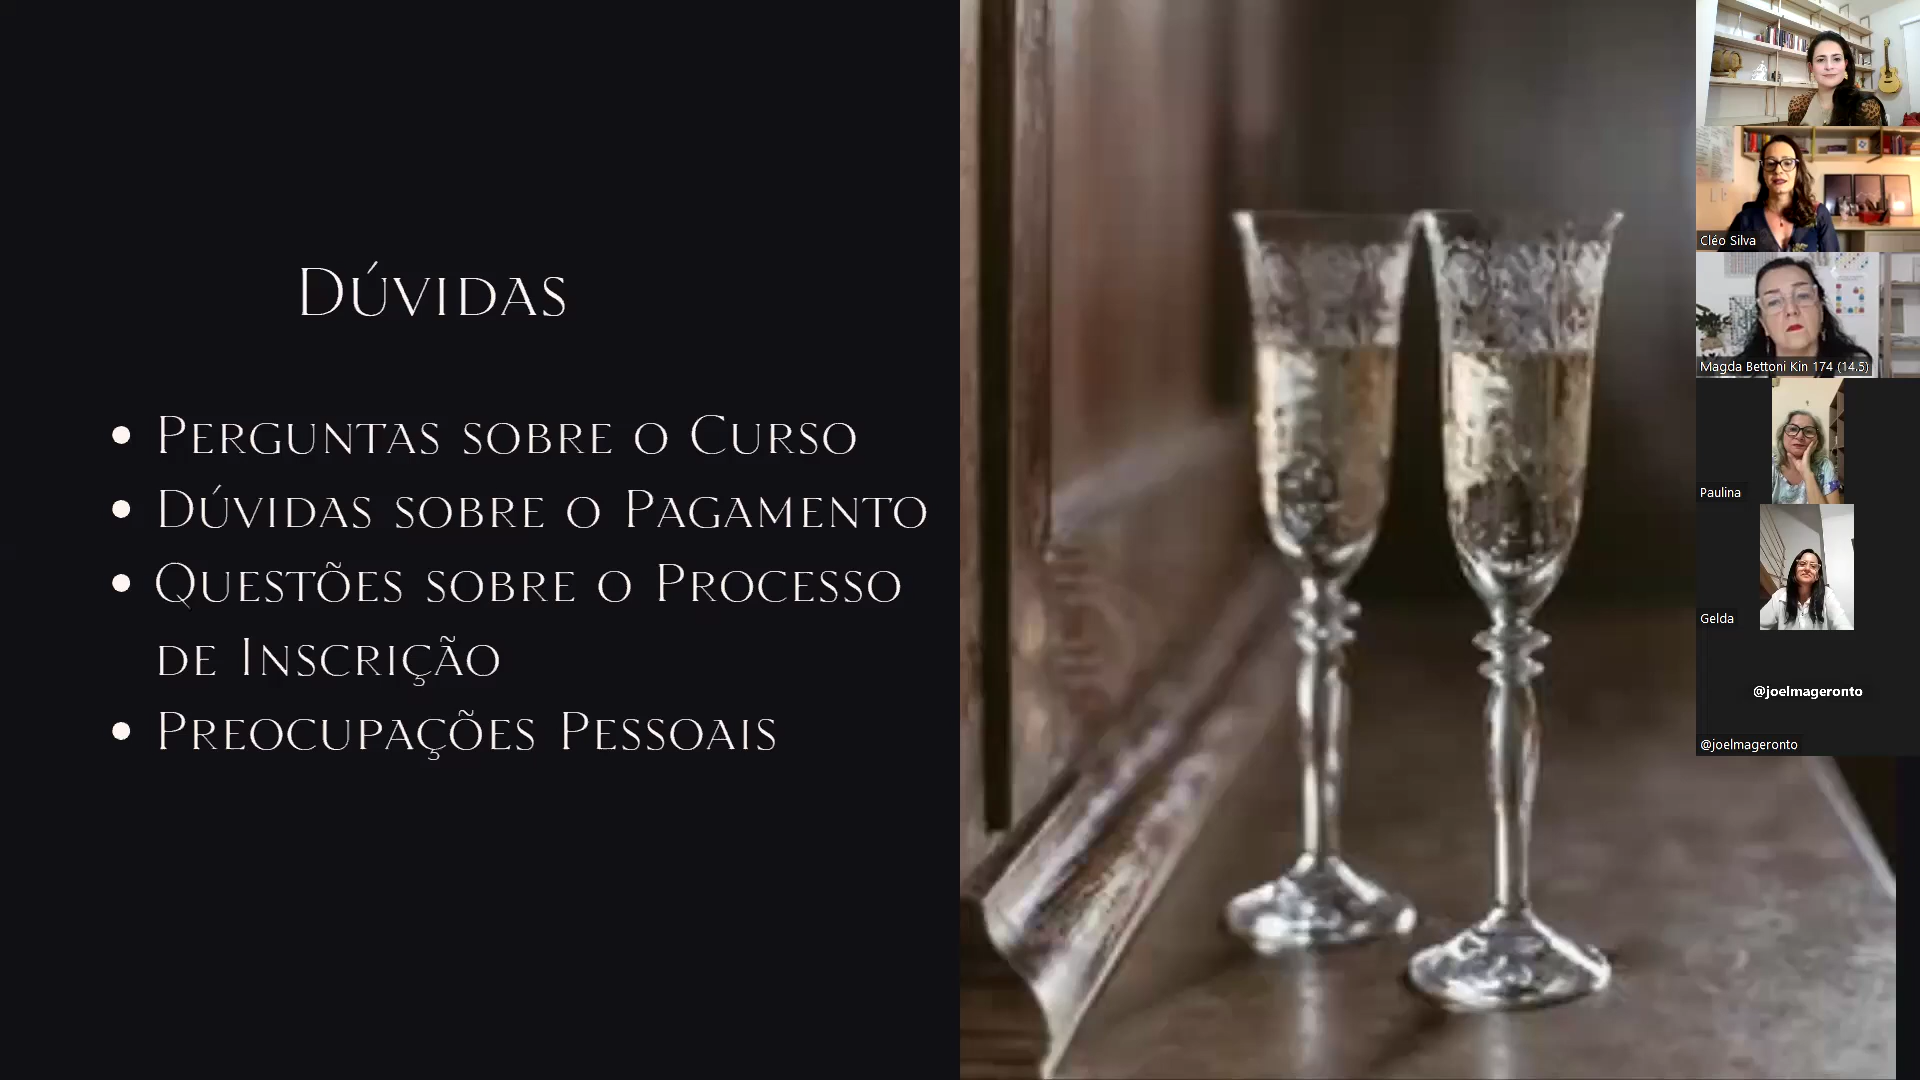 Dúvidas
• Perguntas sobre o Curso
• Dúvidas sobre o Pagamento
• Questões sobre o Processo
de Inscrição
• Preocupações Pessoais
Cléo Silva
Magda Bettoni Kin 174 (14.5)
Paulina
Gelda
@joelmageronto
@joelmageronto